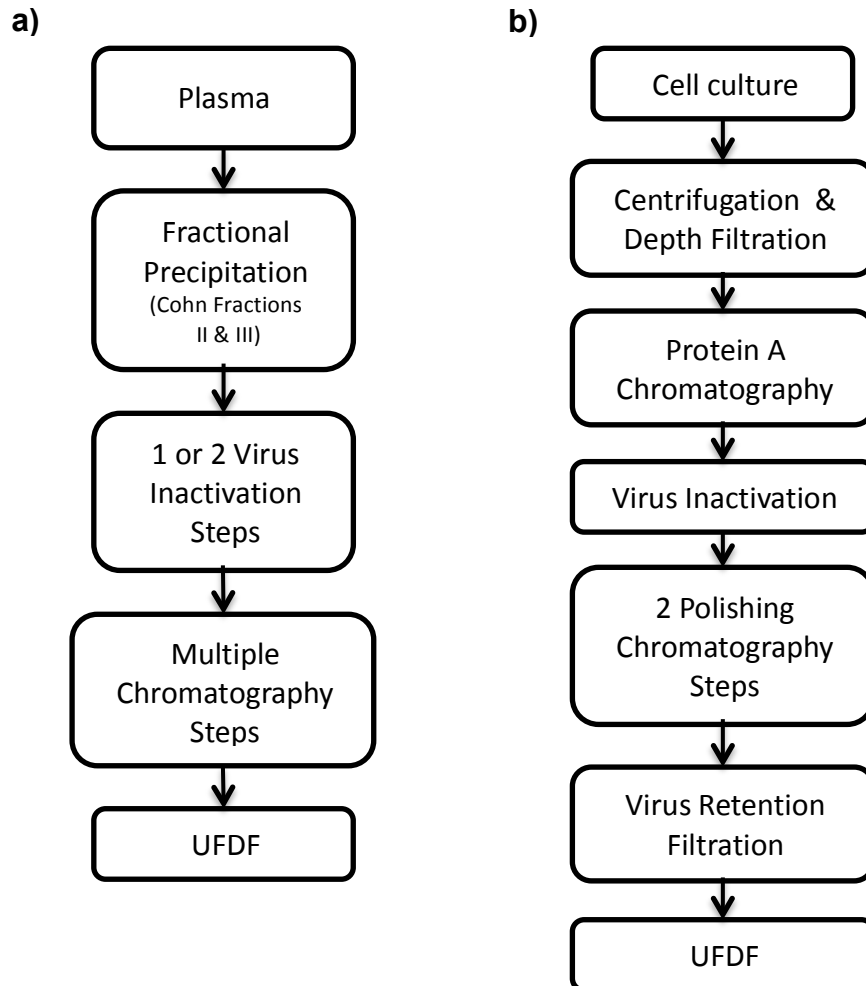 a)
Plasma
Fractional
Precipitation
(Cohn Fractions
II & III)
1 or 2 Virus
Inactivation
Steps
Multiple
Chromatography
Steps
UFDF
b)
Cell culture
Centrifugation &
Depth Filtration
Protein A
Chromatography
Virus Inactivation
2 Polishing
Chromatography
Steps
Virus Retention
Filtration
UFDF